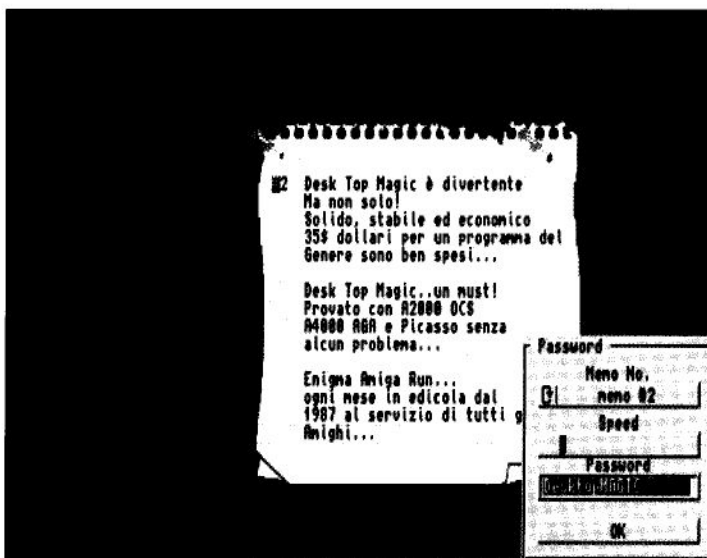 #2 Desk Top Magic è divertente
Ma non solo!
Solido, stabile ed economico
35$ dollari per un programma del
Genere sono ben spesi...
Desk Top Magic..un must!
Provato con A2000 OCS
A4000 AGA e Picasso senza
alcun problema...
Enigma Amiga Run...
ogni mese in edicola dal
1987 al servizio di tutti g
Amighi...
Password
Memo No.
memo #2
Speed
Password
OK